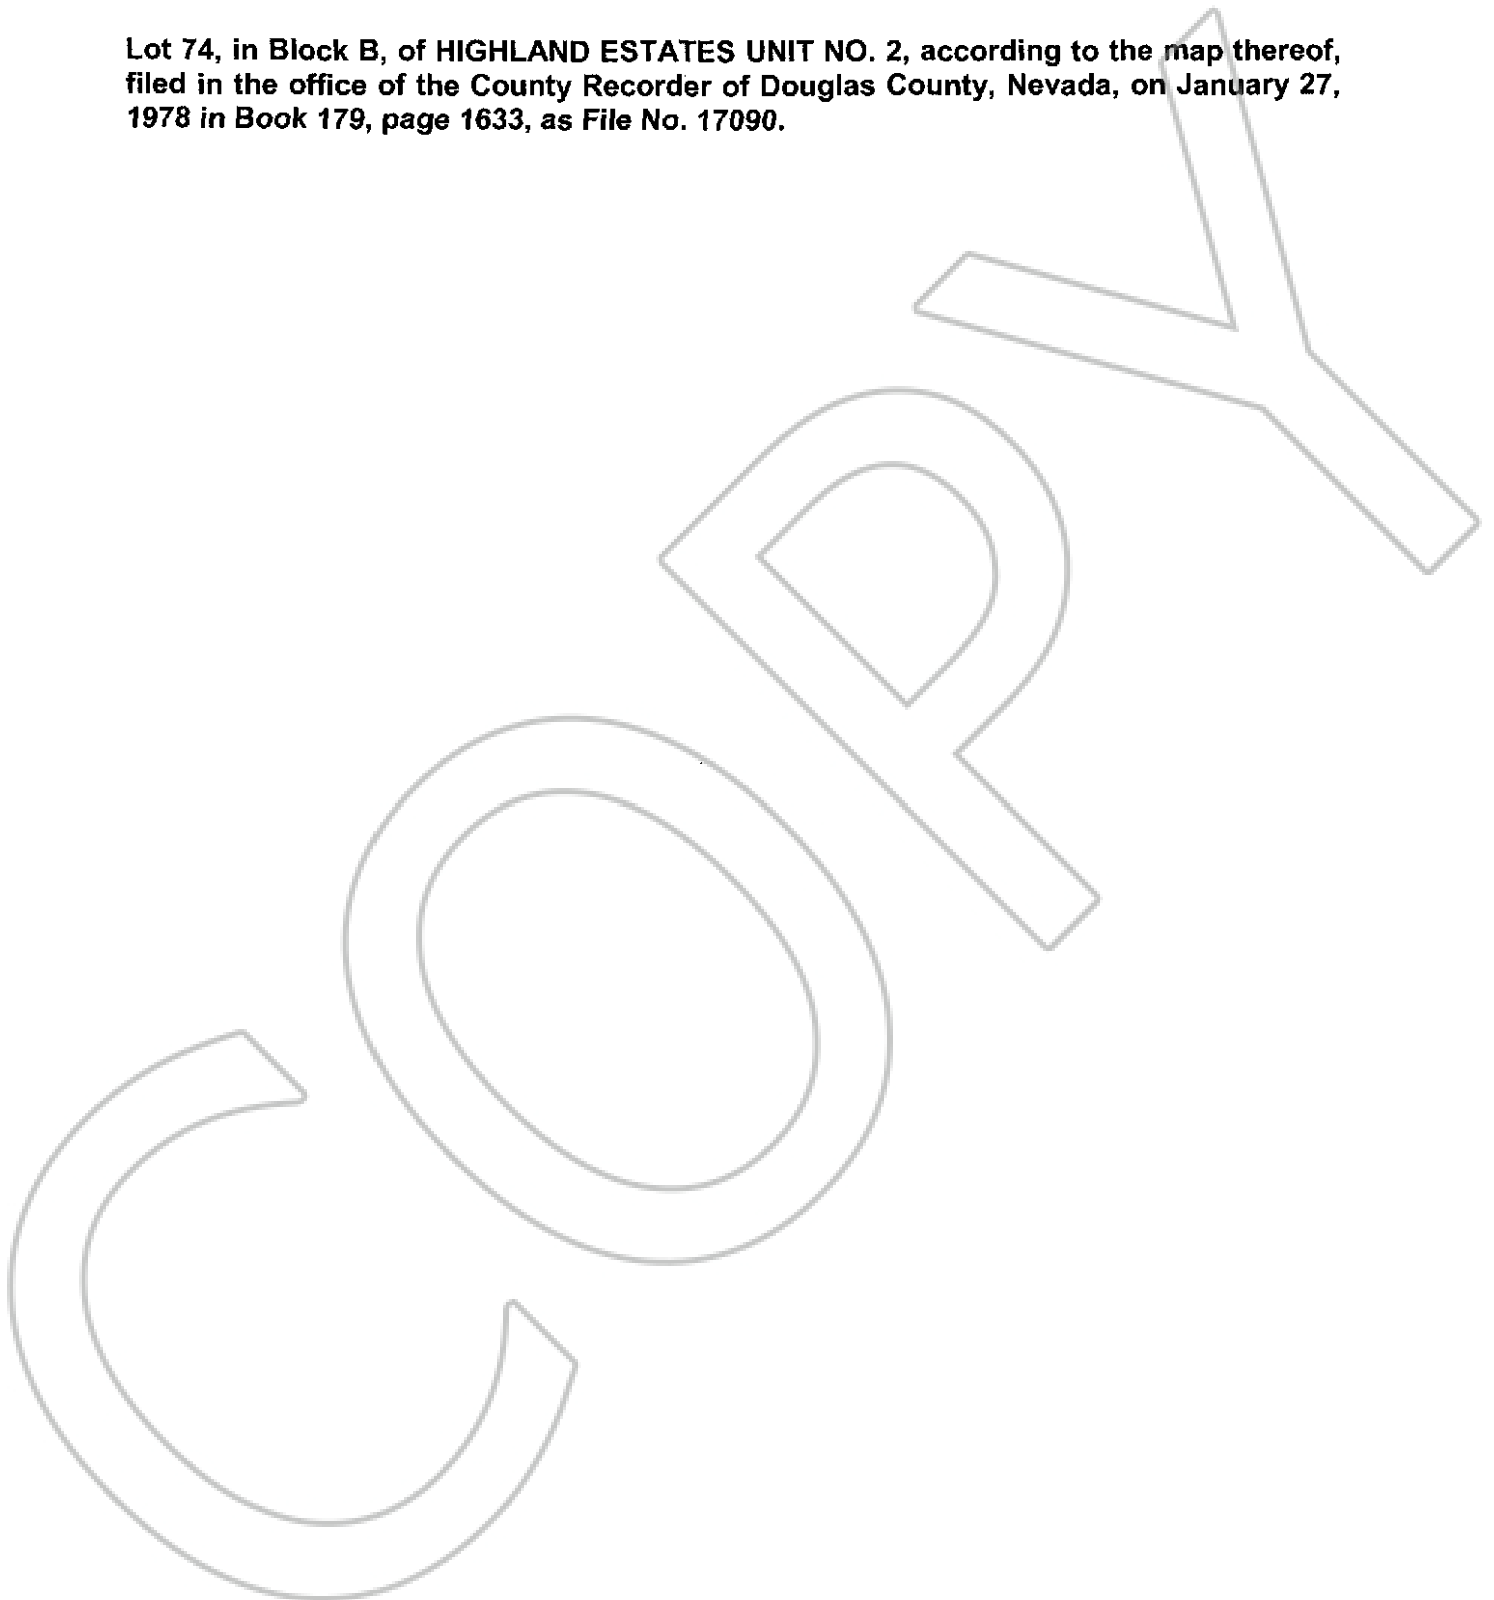 Lot 74, in Block B, of HIGHLAND ESTATES UNIT NO. 2, according to the map thereof,
filed in the office of the County Recorder of Douglas County, Nevada, on January 27,
1978 in Book 179, page 1633, as File No. 17090.
COPY